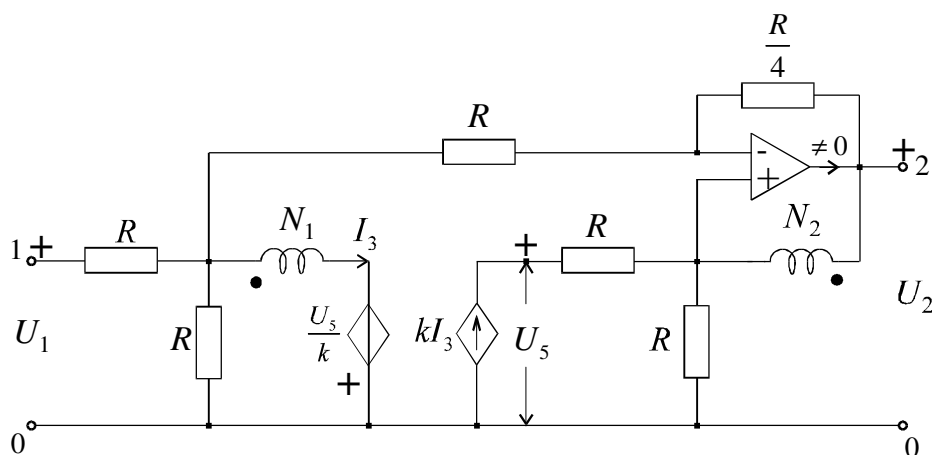 R/4
R
≠0
-
+
+ 2
1 +
R
N₁
I₃
+
R
N₂
U₁
R
U₅/k
+
kI₃
U₅
R
U₂
0
0